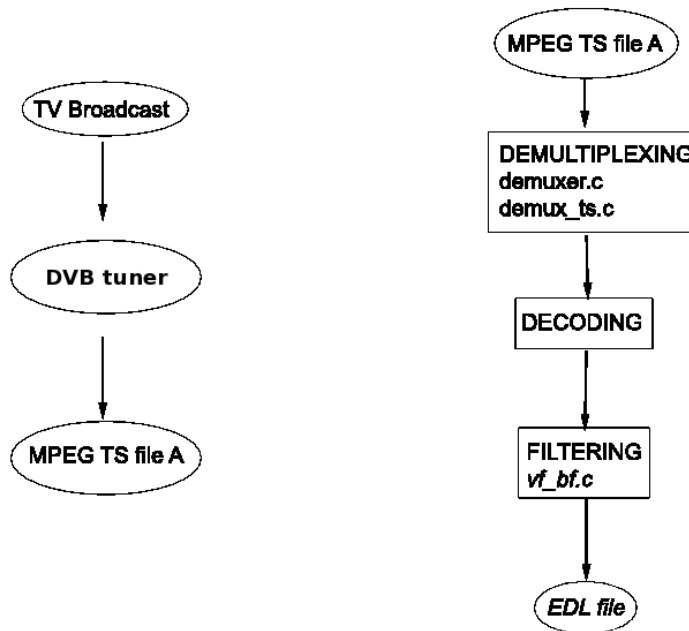 TV Broadcast
DVB tuner
MPEG TS file A
MPEG TS file A
DEMULTIPLEXING
demuxer.c
demux_ts.c
DECODING
FILTERING
vf_bf.c
EDL file